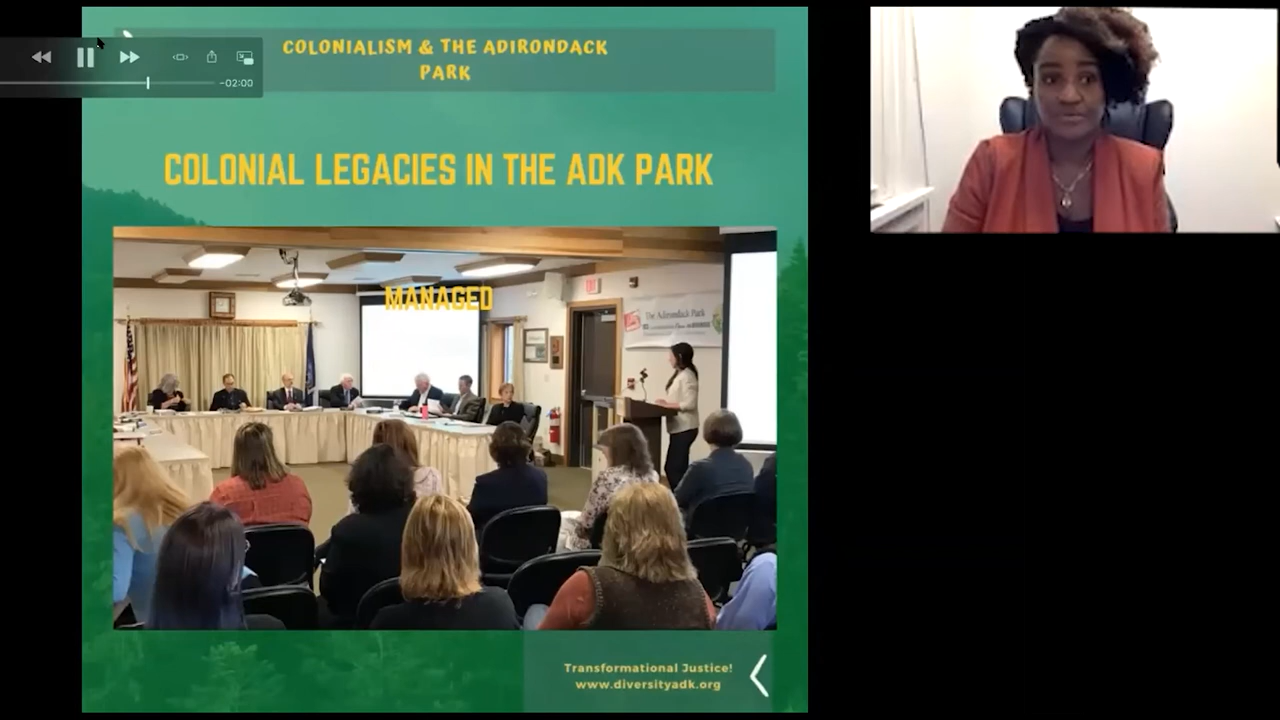 COLONIALISM & THE ADIRONDACK
PARK
-02:00
COLONIAL LEGACIES IN THE ADK PARK
MANAGED
EXIT
The Adirondack Park
Transformational Justice!
www.diversityadk.org